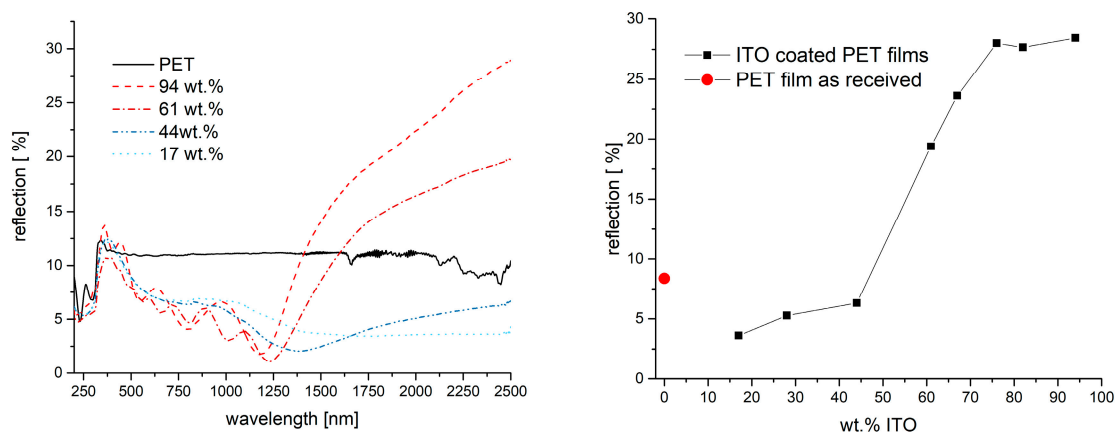 30
25
20
15
10
5
0
reflection [ %]
PET
94 wt.%
61 wt.%
44wt.%
17 wt.%
250 500 750 1000 1250 1500 1750 2000 2250 2500
wavelength [nm]
30
25
20
15
10
5
0
reflection [ %]
ITO coated PET films
PET film as received
0 10 20 30 40 50 60 70 80 90 100
wt.% ITO